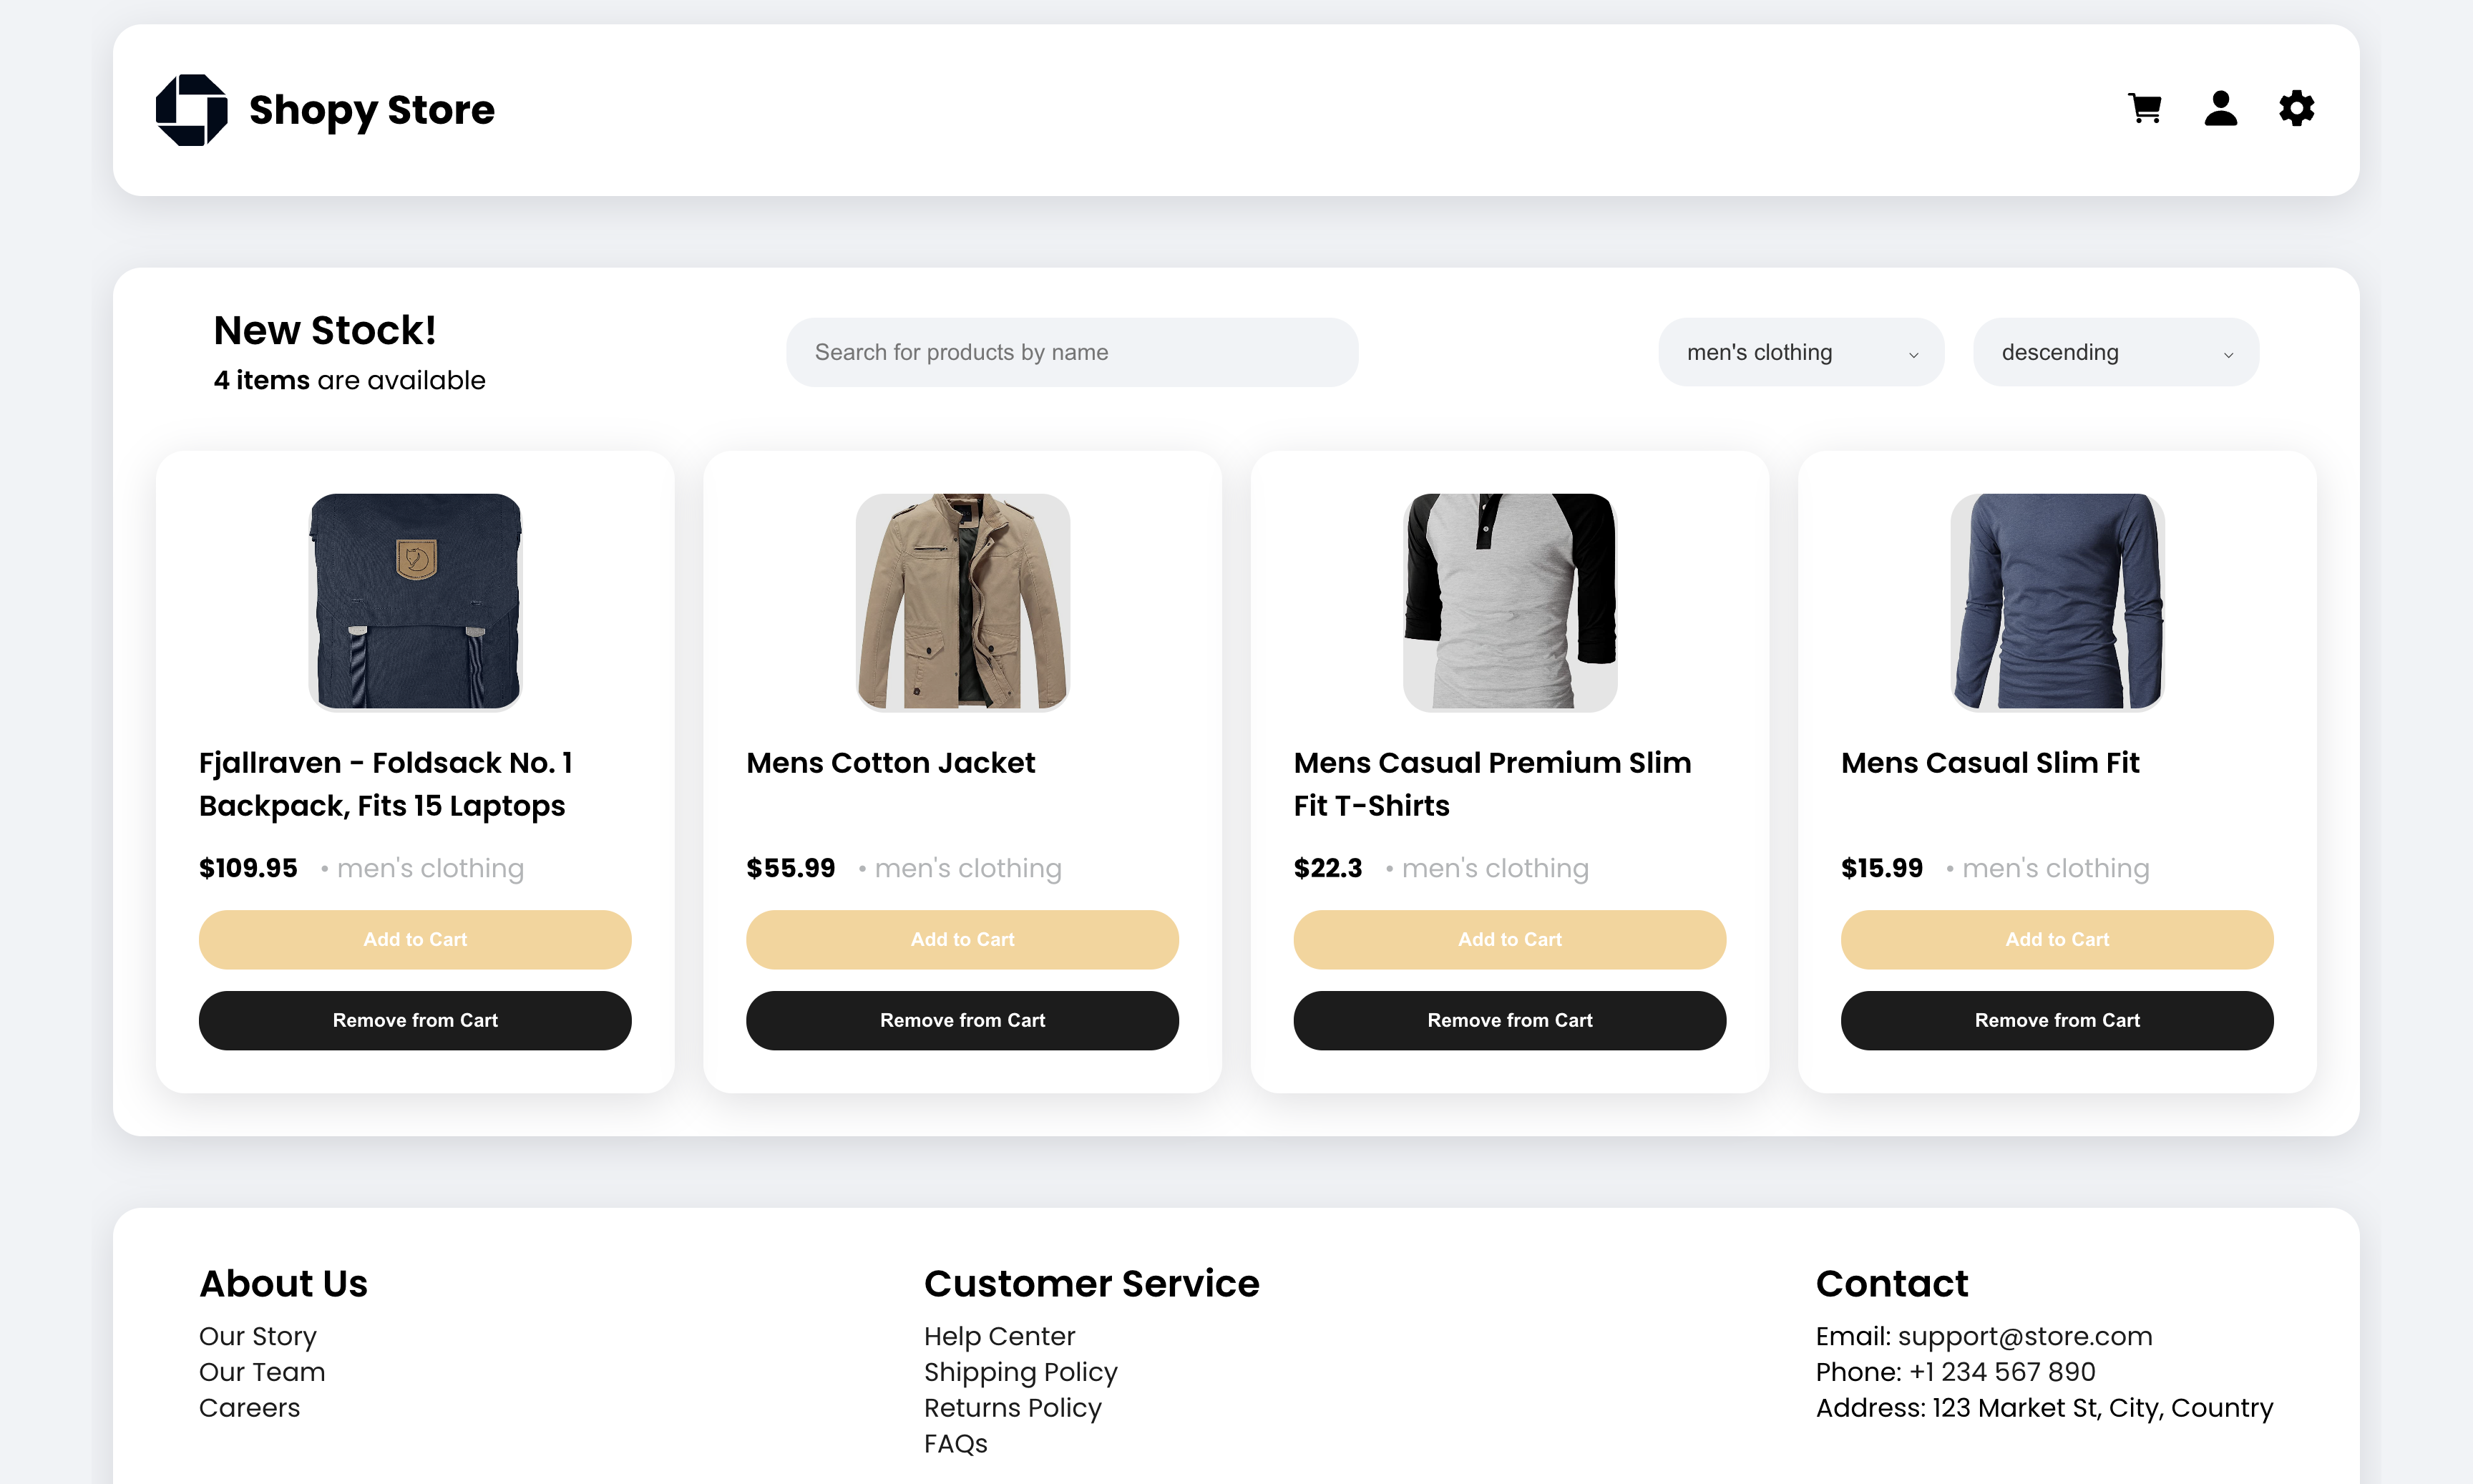 Shopy Store
New Stock!
4 items are available
Search for products by name
men's clothing
descending
Fjallraven - Foldsack No. 1
Backpack, Fits 15 Laptops
$109.95 • men's clothing
Add to Cart
Remove from Cart
Mens Cotton Jacket
$55.99 • men's clothing
Add to Cart
Remove from Cart
Mens Casual Premium Slim
Fit T-Shirts
$22.3 • men's clothing
Add to Cart
Remove from Cart
Mens Casual Slim Fit
$15.99 • men's clothing
Add to Cart
Remove from Cart
About Us
Our Story
Our Team
Careers
Customer Service
Help Center
Shipping Policy
Returns Policy
FAQs
Contact
Email: support@store.com
Phone: +1 234 567 890
Address: 123 Market St, City, Country